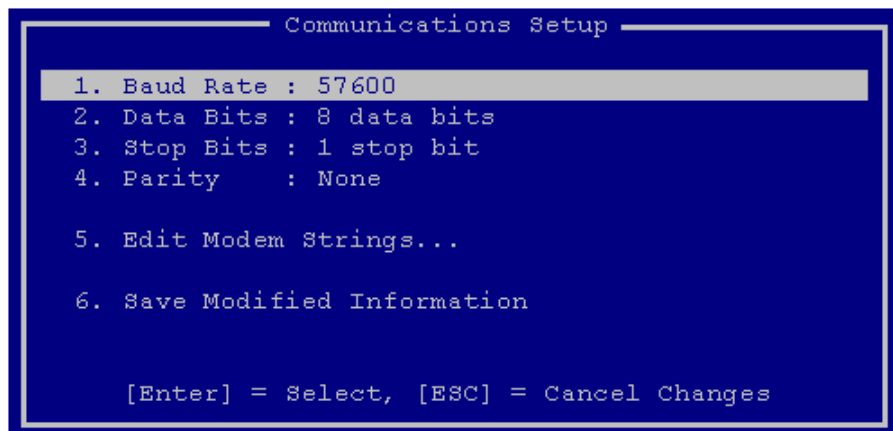 Communications Setup
1. Baud Rate : 57600
2. Data Bits : 8 data bits
3. Stop Bits : 1 stop bit
4. Parity : None
5. Edit Modem Strings...
6. Save Modified Information
[Enter] = Select, [ESC] = Cancel Changes